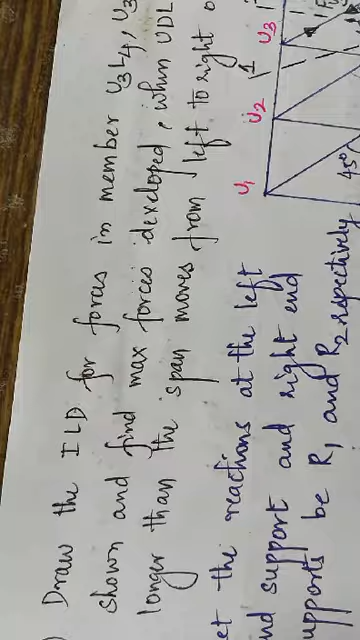 ) Draw the ILD for forces in member U3L4, U3
shown and find max forces developed, when UDL
longer than the span moves from left to right
et the reactions at the left
nd support and right end
upports be R1 and R2 respectively
U1
U2
U3
1
45°